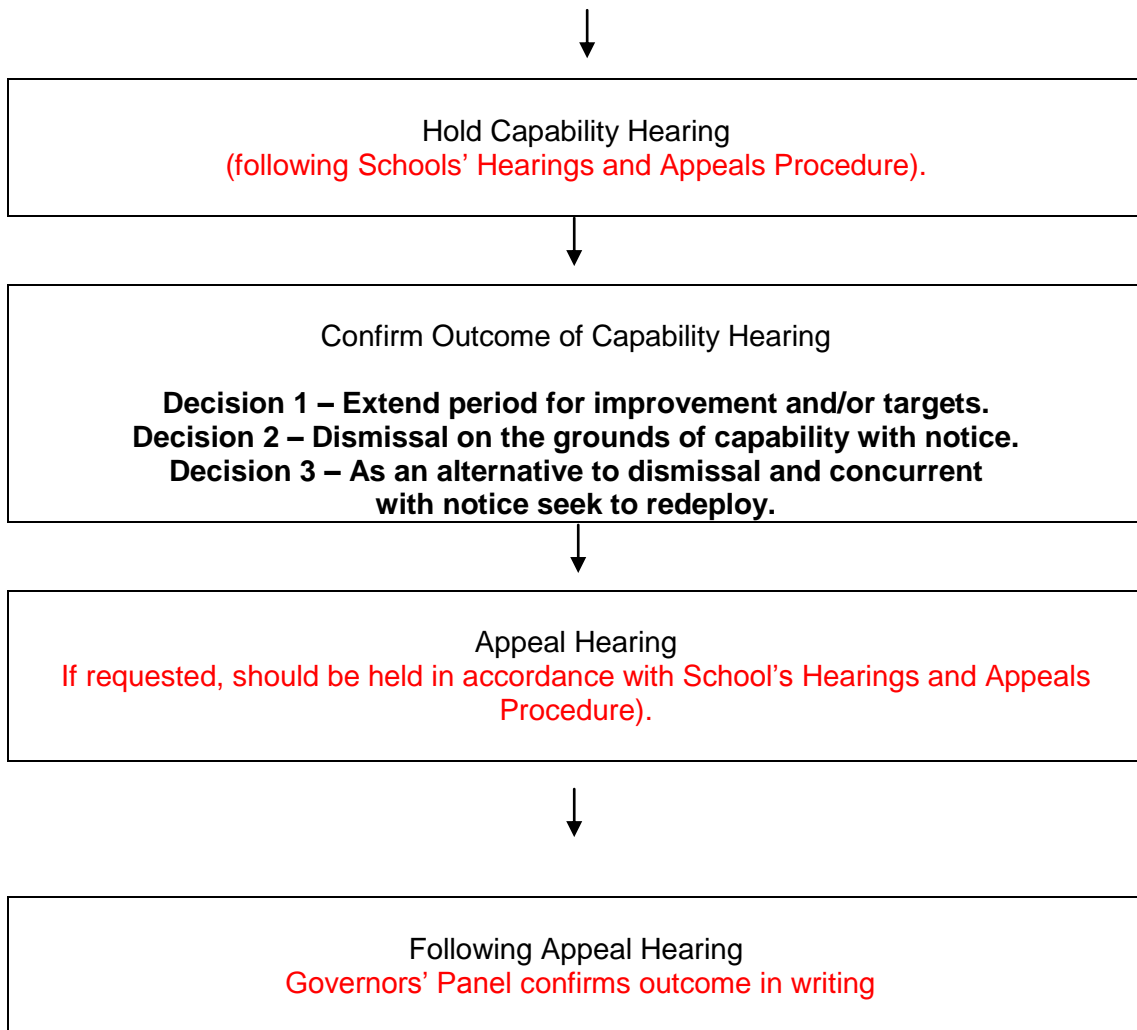 Hold Capability Hearing
(following Schools’ Hearings and Appeals Procedure).
Confirm Outcome of Capability Hearing
Decision 1 – Extend period for improvement and/or targets.
Decision 2 – Dismissal on the grounds of capability with notice.
Decision 3 – As an alternative to dismissal and concurrent
with notice seek to redeploy.
Appeal Hearing
If requested, should be held in accordance with School’s Hearings and Appeals
Procedure).
Following Appeal Hearing
Governors’ Panel confirms outcome in writing